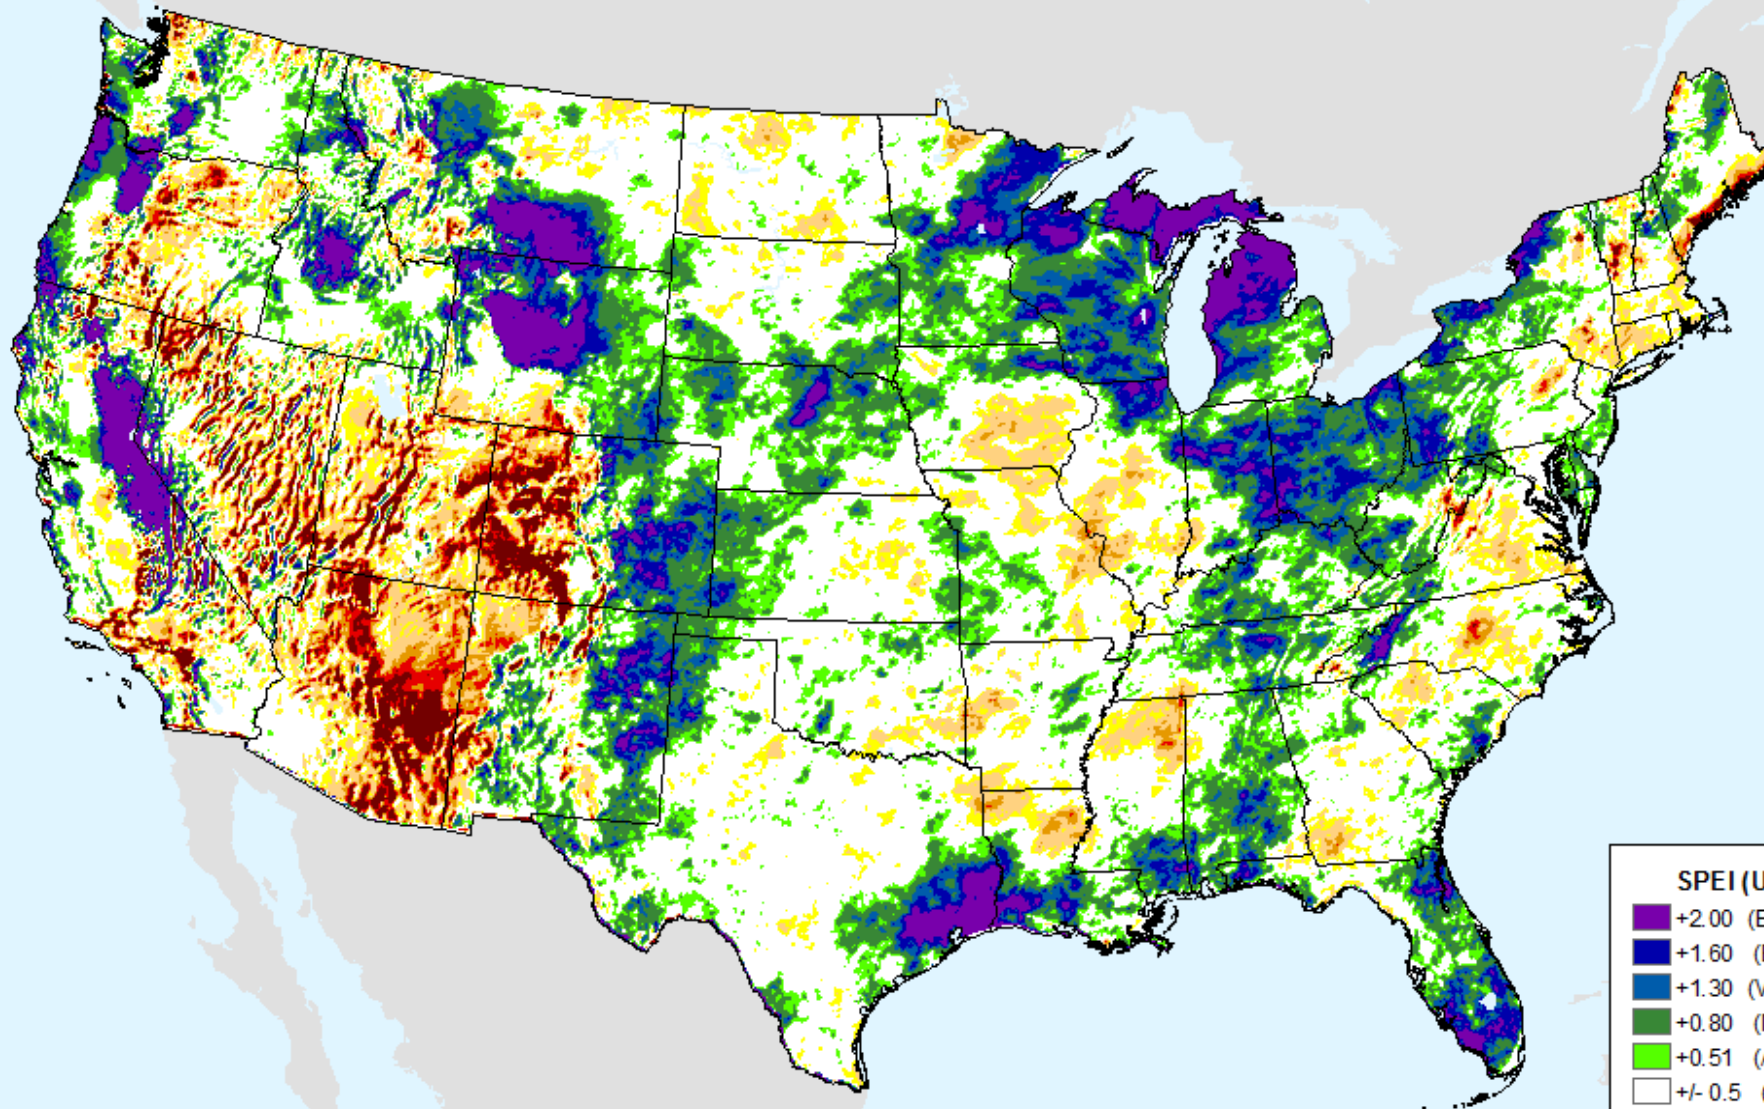 SPEI (U
+2.00 (E
+1.60 (
+1.30 (V
+0.80 (
+0.51 (
+/- 0.5 (